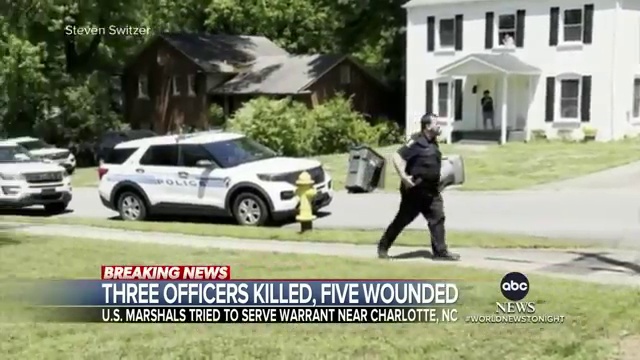 Steven Switzer
POLICE
BREAKING NEWS
THREE OFFICERS KILLED, FIVE WOUNDED
U.S. MARSHALS TRIED TO SERVE WARRANT NEAR CHARLOTTE, NC
abc
NEWS
#WORLDNEWSTONIGHT